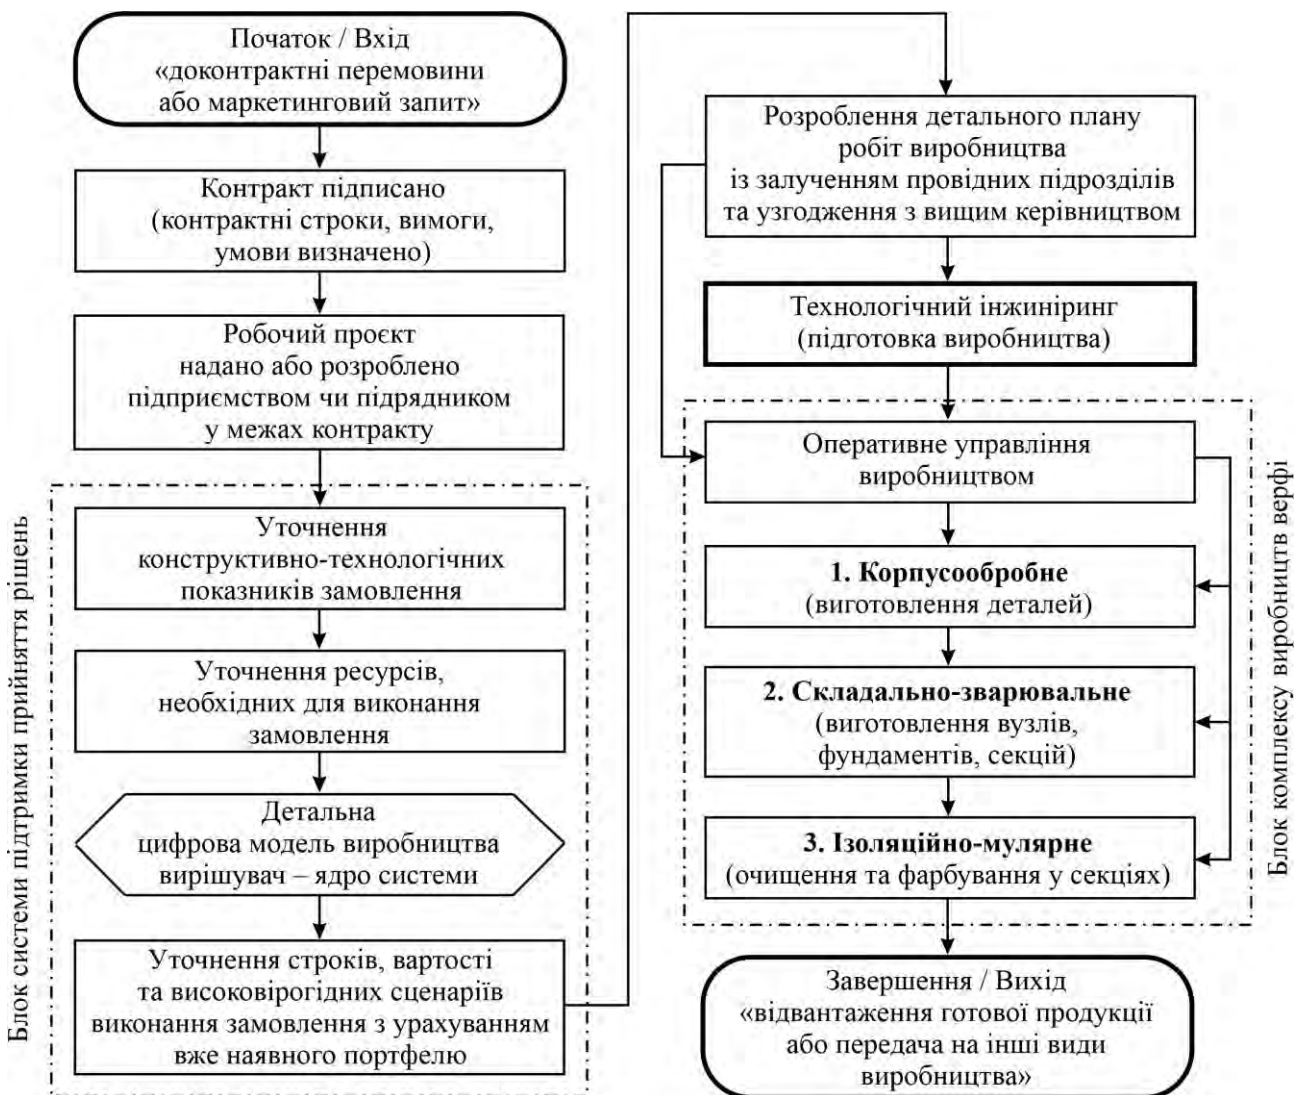 Початок / Вхід
«доконтрактні перемовини
або маркетинговий запит»
Контракт підписано
(контрактні строки, вимоги,
умови визначено)
Робочий проєкт
надано або розроблено
підприємством чи підрядником
у межах контракту
Блок системи підтримки прийняття рішень
Уточнення
конструктивно-технологічних
показників замовлення
Уточнення ресурсів,
необхідних для виконання
замовлення
Детальна
цифрова модель виробництва
вирішувач – ядро системи
Уточнення строків, вартості
та високовірогідних сценаріїв
виконання замовлення з урахуванням
вже наявного портфелю
Розроблення детального плану
робіт виробництва
із залученням провідних підрозділів
та узгодження з вищим керівництвом
Технологічний інжиніринг
(підготовка виробництва)
Блок комплексу виробництв верфі
Оперативне управління
виробництвом
1. Корпусообробне
(виготовлення деталей)
2. Складально-зварювальне
(виготовлення вузлів,
фундаментів, секцій)
3. Ізоляційно-мулярне
(очищення та фарбування у секціях)
Завершення / Вихід
«відвантаження готової продукції
або передача на інші види
виробництва»